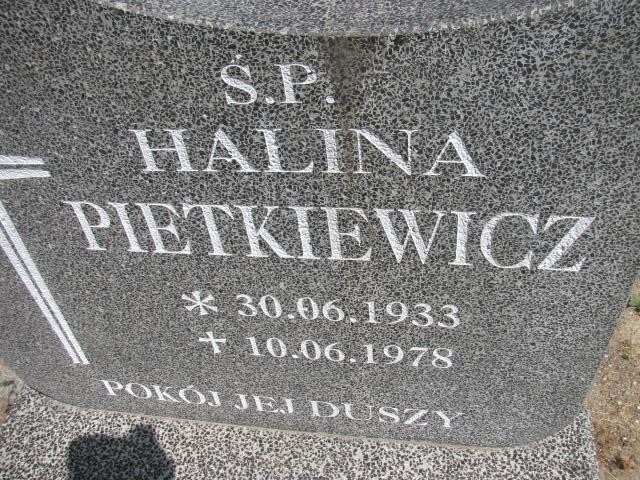 Ś.P.
HALINA
PIETKIEWICZ
* 30.06.1933
+ 10.06.1978
POKÓJ JEJ DUSZY